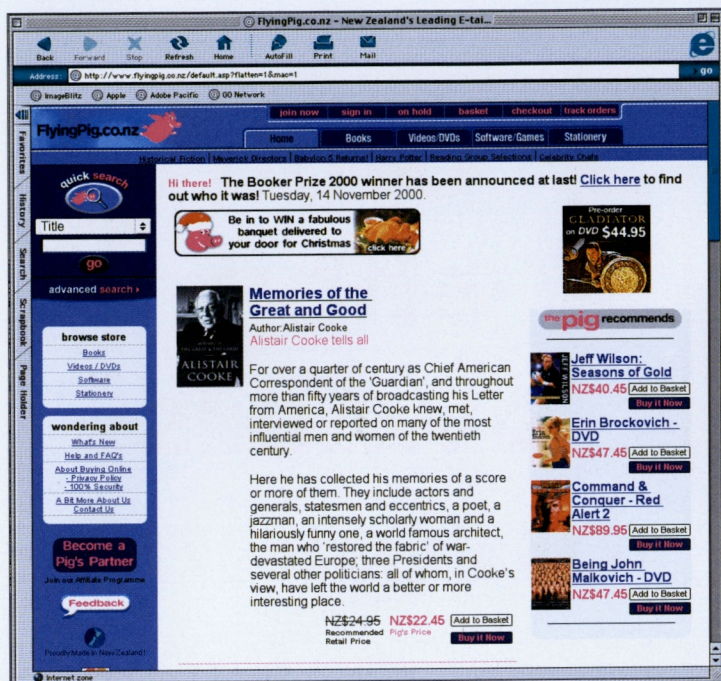 FlyingPig.co.nz - New Zealand's Leading E-tai...
Back Forward Stop Refresh Home AutoFill Print Mail
Address: http://www.flyingpig.co.nz/default.asp?flatten=1&mac=1 go
ImageBlitz Apple Adobe Pacific GO Network
Favorites
History
Search
Scrapbook
Page Holder
FlyingPig.co.nz
join now sign in on hold basket checkout track orders
Home Books Videos/DVDs Software/Games Stationery
Historical Fiction | Maverick Directors | Babylon 5 Returns! | Harry Potter | Reading Group Selections | Celebrity Chefs
quick search
Title
go
advanced search
browse store
Books
Videos / DVDs
Software
Stationery
wondering about
What's New
Help and FAQ's
About Buying Online
- Privacy Policy
- 100% Security
A Bit More About Us
Contact Us
Become a
Pig's Partner
Join our Affiliate Programme
Feedback
Proudly Made in New Zealand!
Hi there! The Booker Prize 2000 winner has been announced at last! Click here to find
out who it was! Tuesday, 14 November 2000.
Be in to WIN a fabulous
banquet delivered to
your door for Christmas
click here
Pre-order
GLADIATOR
on DVD $44.95
ALISTAIR
COOKE
Memories of the
Great and Good
Author:Alistair Cooke
Alistair Cooke tells all
For over a quarter of century as Chief American
Correspondent of the 'Guardian', and throughout
more than fifty years of broadcasting his Letter
from America, Alistair Cooke knew, met,
interviewed or reported on many of the most
influential men and women of the twentieth
century.
Here he has collected his memories of a score
or more of them. They include actors and
generals, statesmen and eccentrics, a poet, a
jazzman, an intensely scholarly woman and a
hilariously funny one, a world famous architect,
the man who 'restored the fabric' of war-
devastated Europe; three Presidents and
several other politicians: all of whom, in Cooke's
view, have left the world a better or more
interesting place.
NZ$24.95 NZ$22.45 Add to Basket
Recommended Pig's Price Buy it Now
Retail Price
the pig recommends
JEFF WILSON
Jeff Wilson:
Seasons of Gold
NZ$40.45 Add to Basket
Buy it Now
Erin Brockovich -
DVD
NZ$47.45 Add to Basket
Buy it Now
Command &
Conquer - Red
Alert 2
NZ$89.95 Add to Basket
Buy it Now
Being John
Malkovich - DVD
NZ$47.45 Add to Basket
Buy it Now
Internet zone